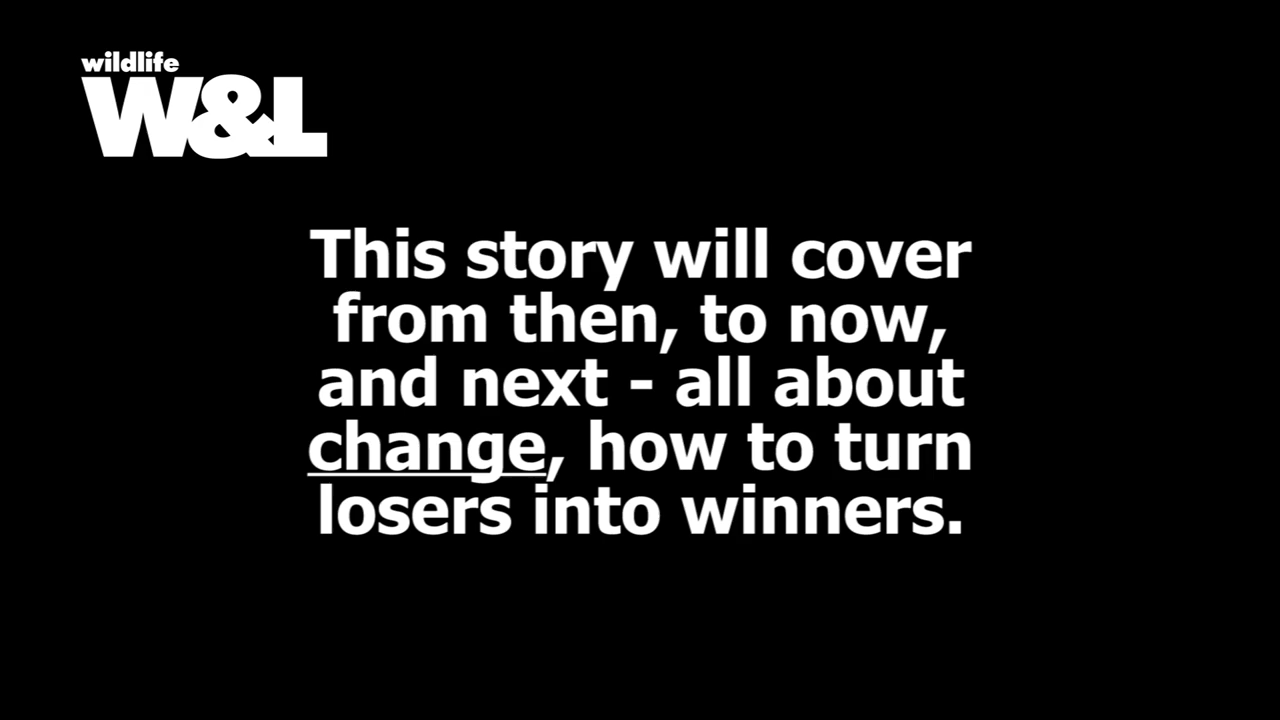 wildlife
W&L
This story will cover
from then, to now,
and next - all about
change, how to turn
losers into winners.